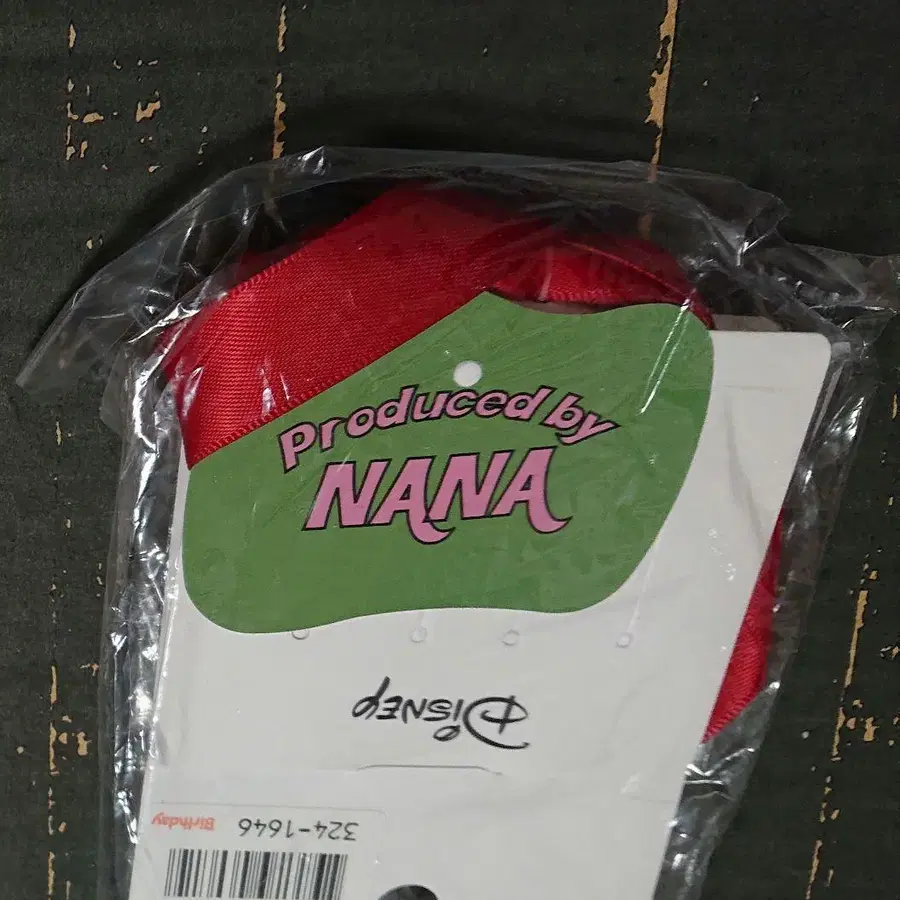 Produced by
NANA
Disney
324-1646
Birthday